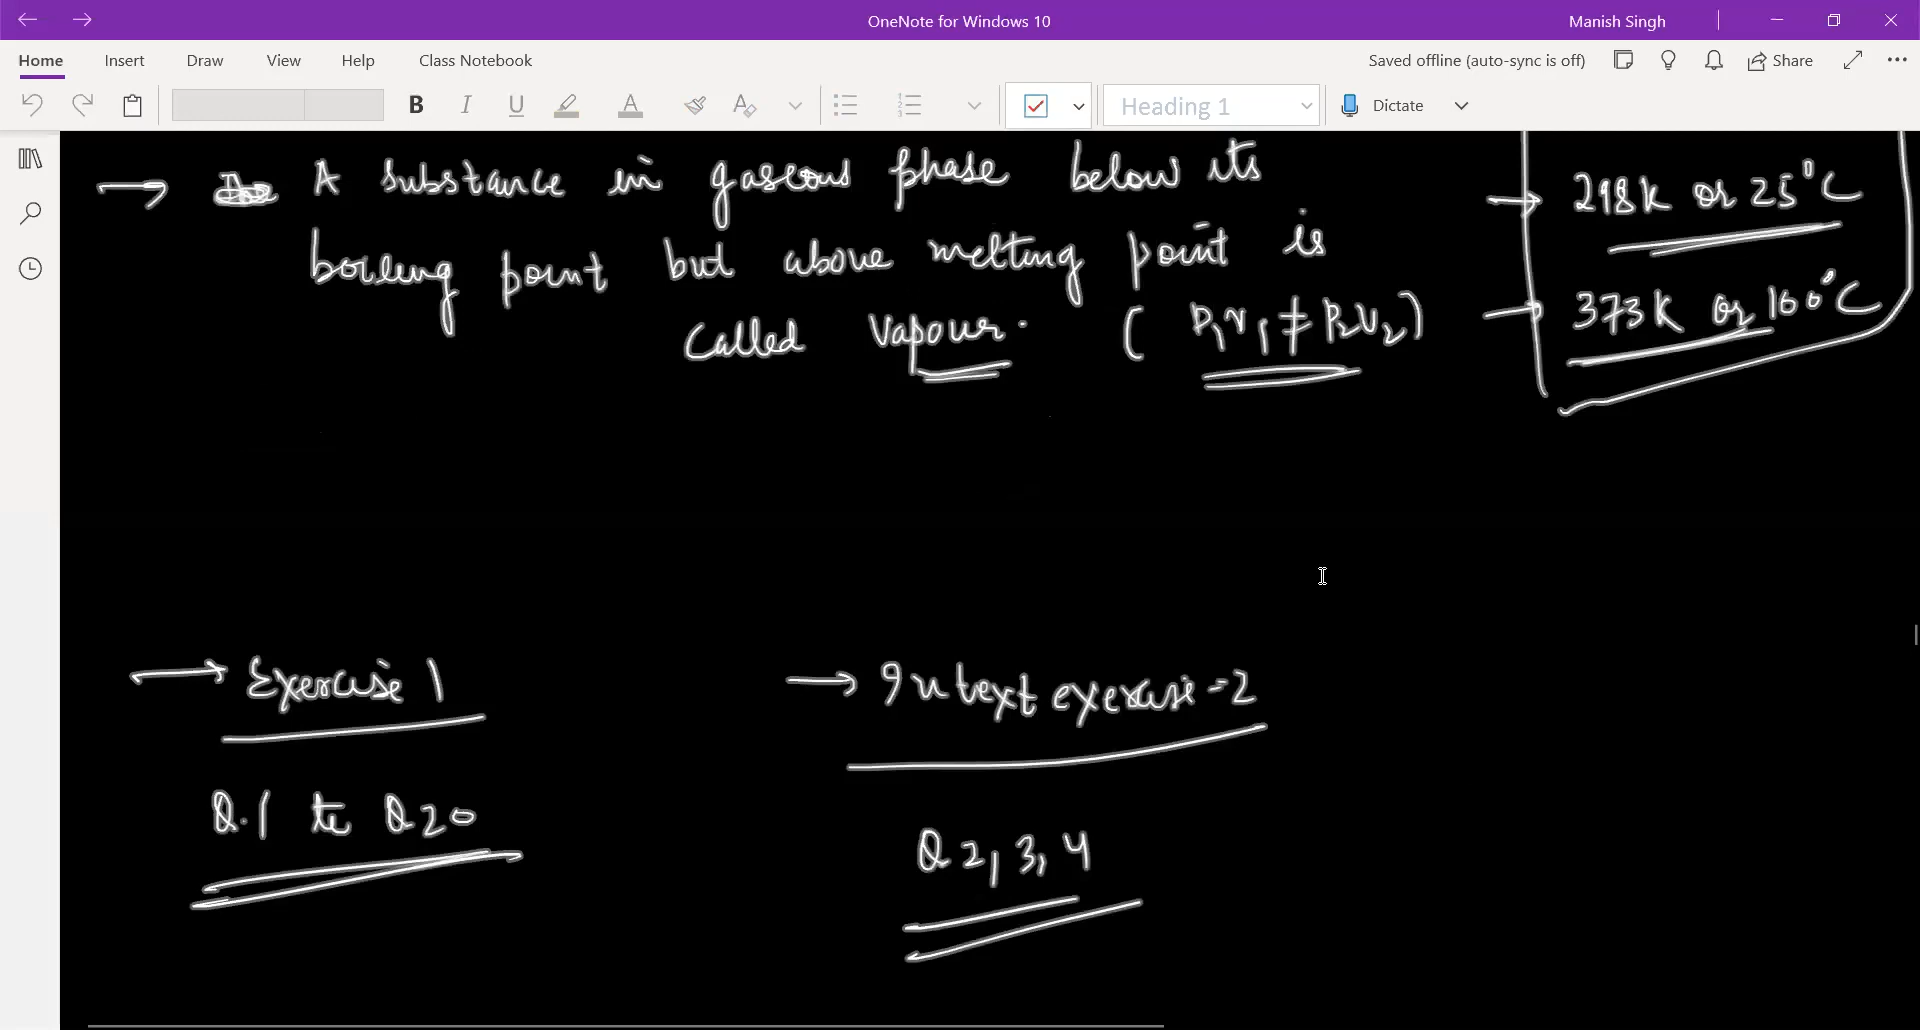 OneNote for Windows 10
Manish Singh
Home Insert Draw View Help Class Notebook
Saved offline (auto-sync is off) Share
B I U A Heading 1 Dictate
→ A substance in gaseous phase below its
boiling point but above melting point is
called Vapour. ( P₁V₁ ≠ P₂V₂ )
→ 298K or 25°C
→ 373K or 100°C
→ Exercise 1
Q.1 to Q20
→ Intext exercise-2
Q 2, 3, 4